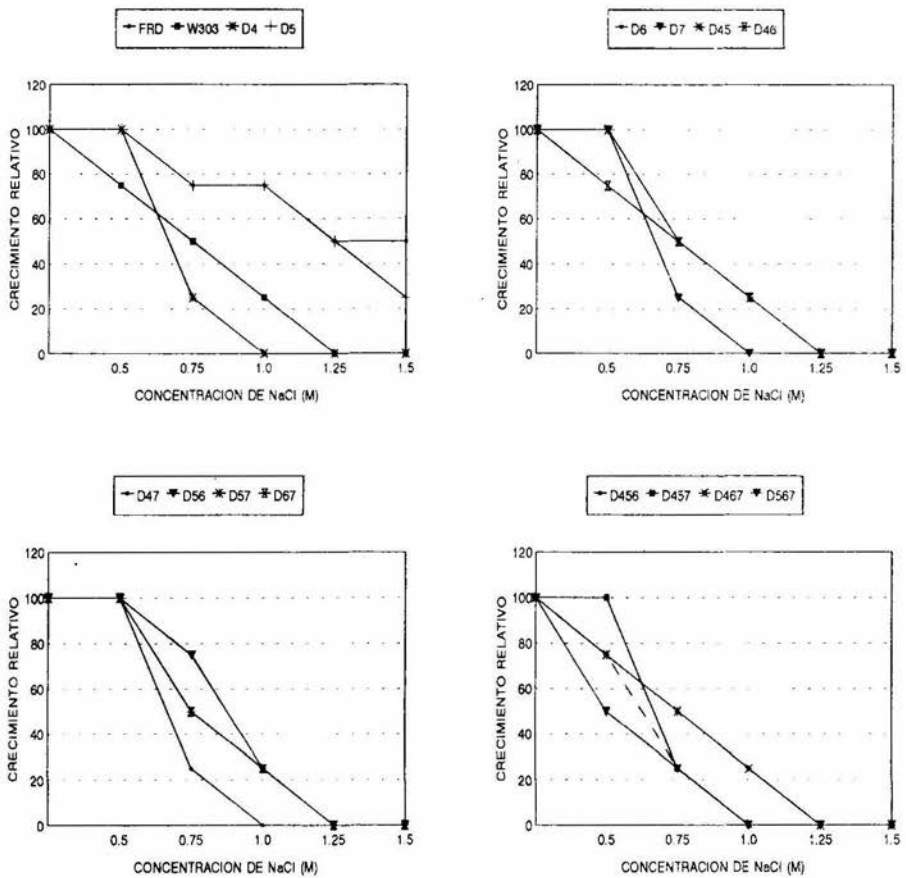 FRD W303 D4 D5
D6 D7 D45 D46
120
100
80
60
40
20
0
CRECIMIENTO RELATIVO
0.5 0.75 1.0 1.25 1.5
CONCENTRACION DE NaCl (M)
120
100
80
60
40
20
0
CRECIMIENTO RELATIVO
0.5 0.75 1.0 1.25 1.5
CONCENTRACION DE NaCl (M)
D47 D56 D57 D67
D456 D457 D467 D567
120
100
80
60
40
20
0
CRECIMIENTO RELATIVO
0.5 0.75 1.0 1.25 1.5
CONCENTRACION DE NaCl (M)
120
100
80
60
40
20
0
CRECIMIENTO RELATIVO
0.5 0.75 1.0 1.25 1.5
CONCENTRACION DE NaCl (M)